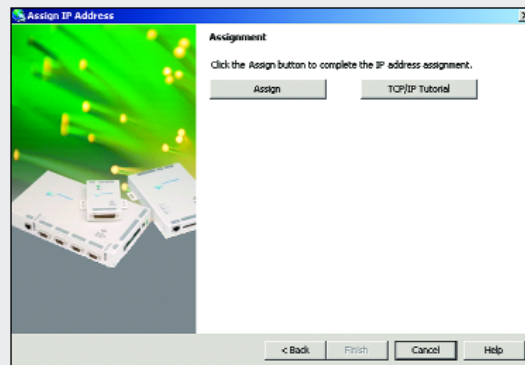 Assign IP Address
Assignment
Click the Assign button to complete the IP address assignment.
Assign
TCP/IP Tutorial
< Back
Finish
Cancel
Help